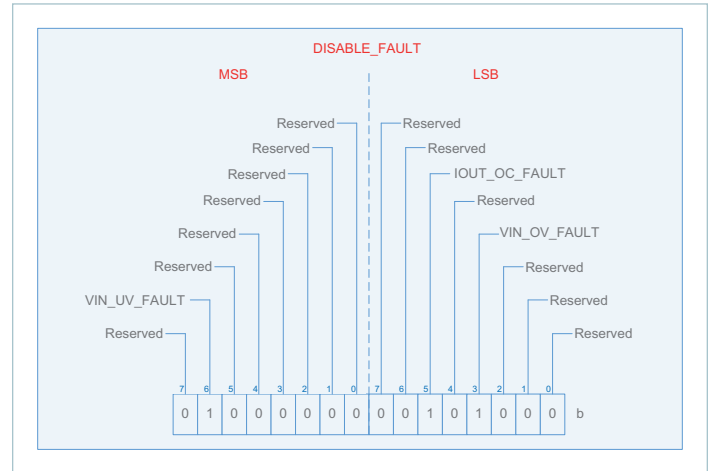 DISABLE_FAULT
MSB LSB
Reserved Reserved
Reserved Reserved
Reserved IOUT_OC_FAULT
Reserved Reserved
Reserved VIN_OV_FAULT
Reserved Reserved
VIN_UV_FAULT Reserved
Reserved Reserved
7 6 5 4 3 2 1 0 7 6 5 4 3 2 1 0
0 1 0 0 0 0 0 0 0 0 1 0 1 0 0 0 b